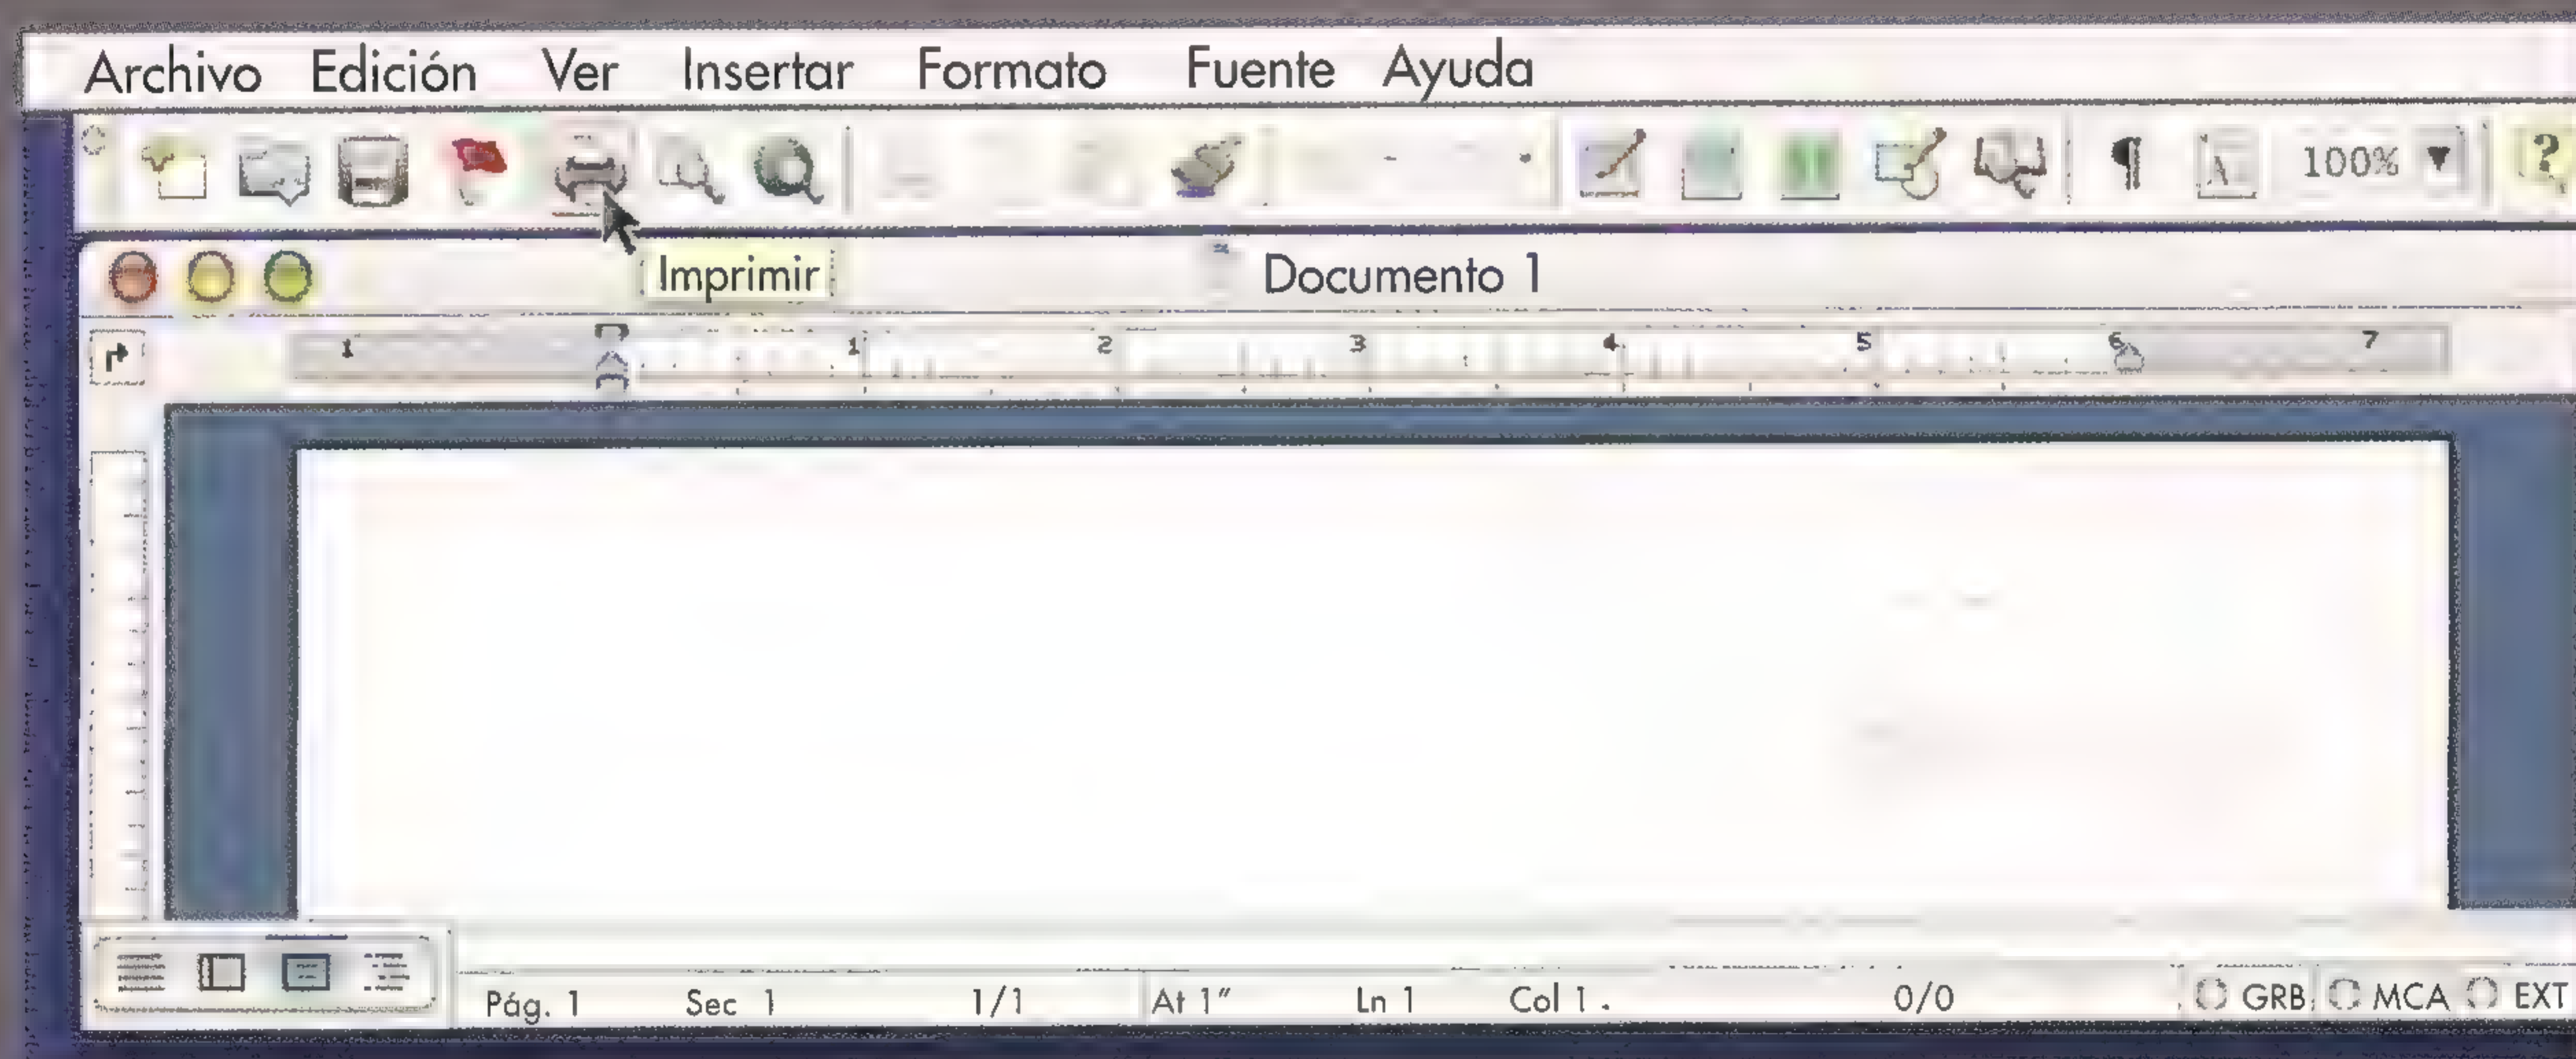 Archivo Edición Ver Insertar Formato Fuente Ayuda
100%
Imprimir Documento 1
1 1 2 3 4 5 6 7
Pág. 1 Sec 1 1/1 At 1" Ln 1 Col 1 0/0 GRB MCA EXT